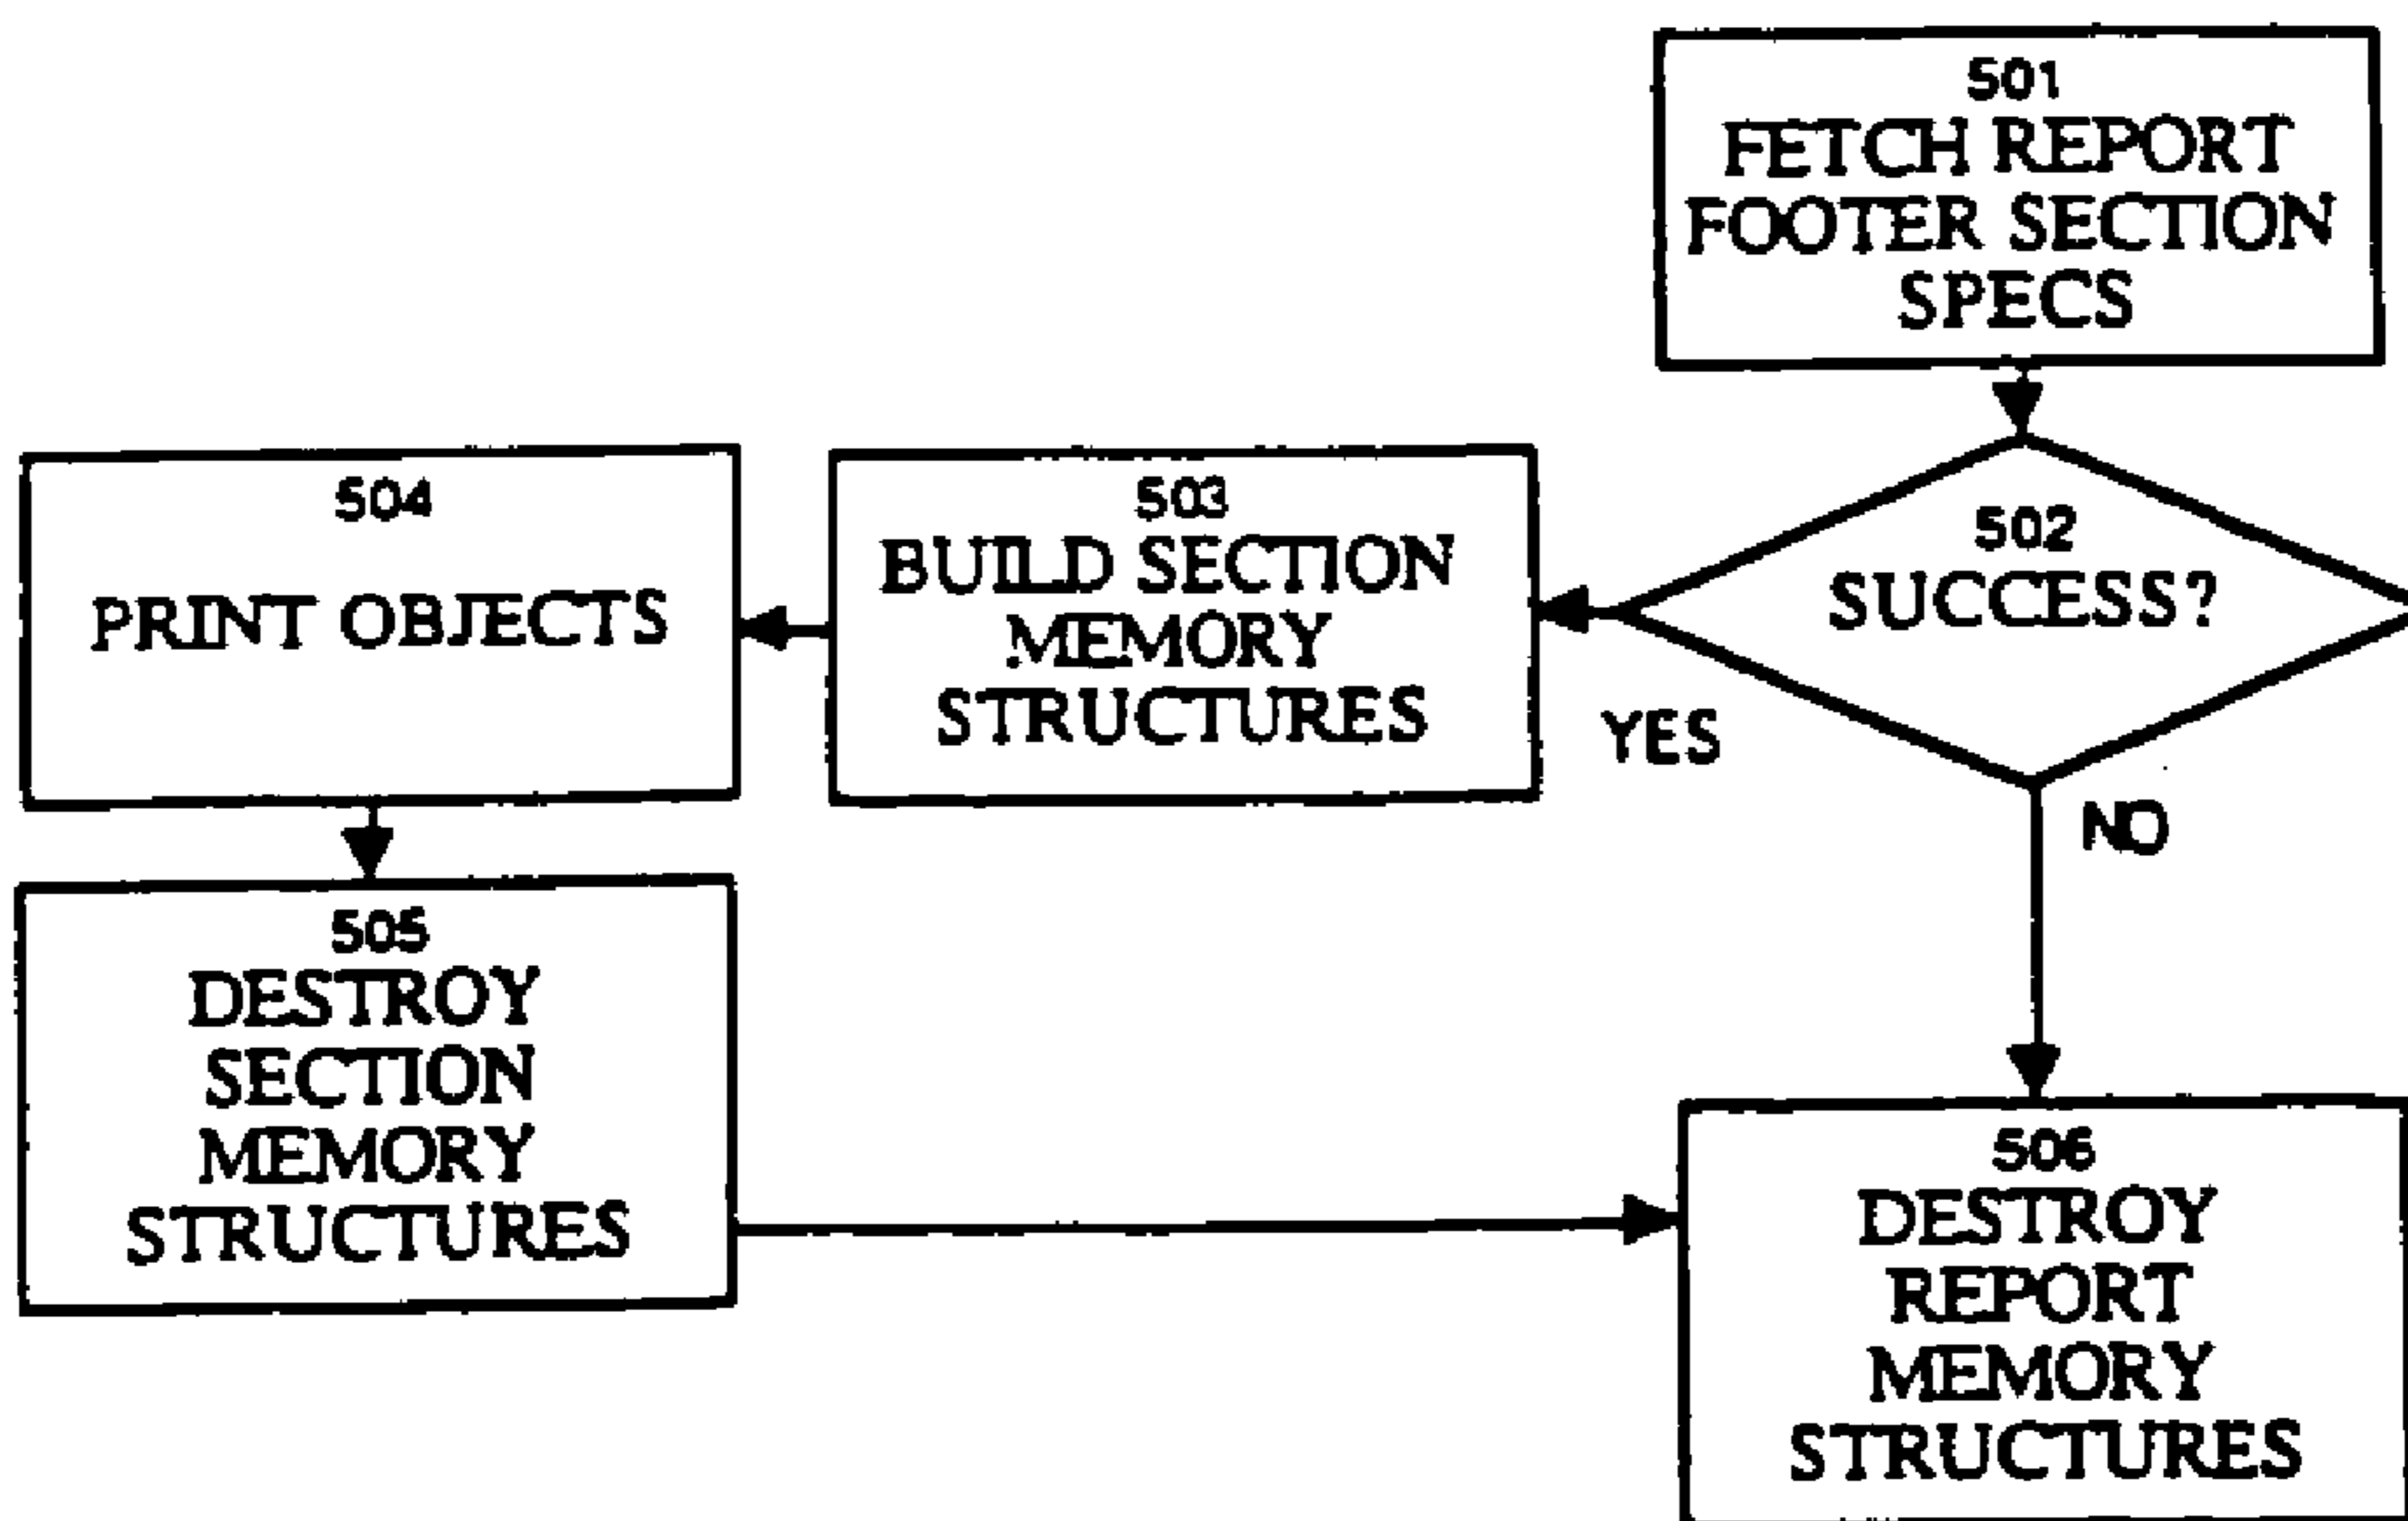 501
FETCH REPORT
FOOTER SECTION
SPECS
502
SUCCESS?
YES
NO
503
BUILD SECTION
MEMORY
STRUCTURES
504
PRINT OBJECTS
505
DESTROY
SECTION
MEMORY
STRUCTURES
506
DESTROY
REPORT
MEMORY
STRUCTURES